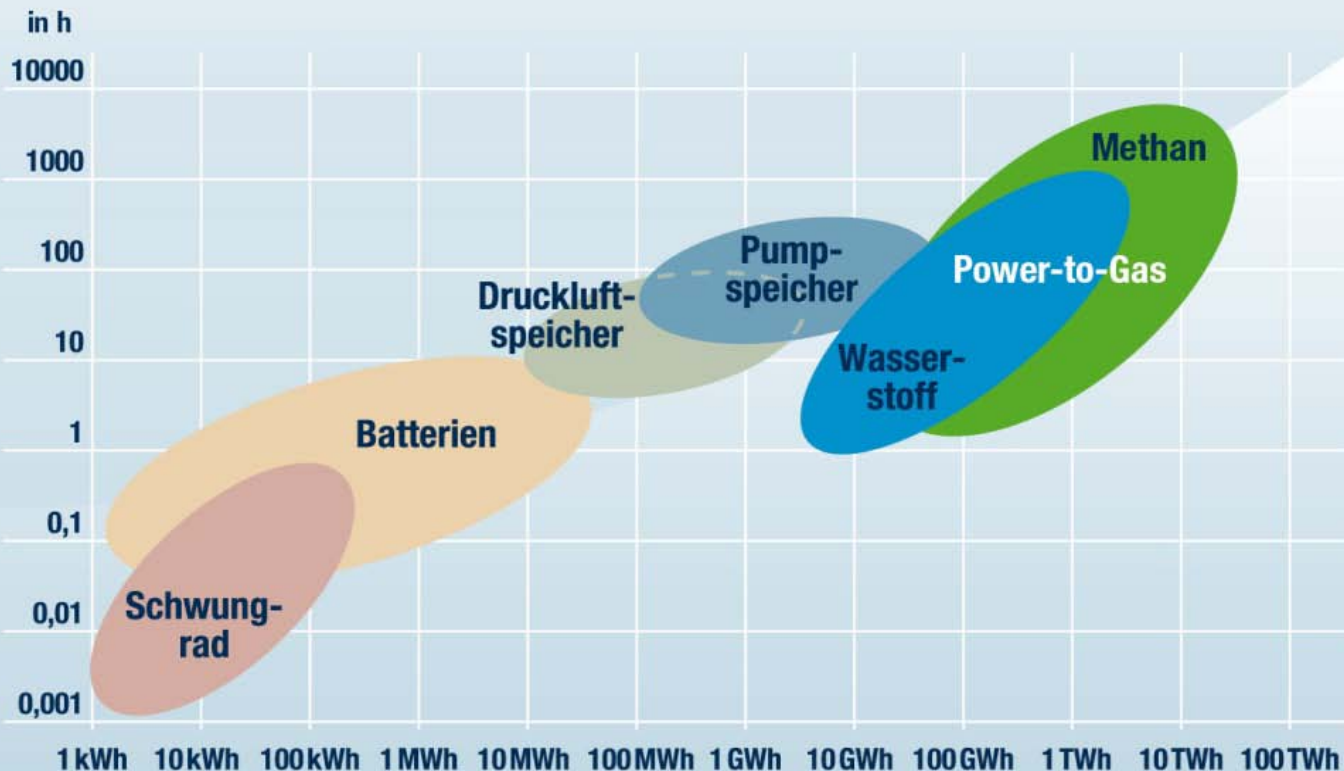 in h
10000
1000
100
10
1
0,1
0,01
0,001
Methan
Power-to-Gas
Pump-
speicher
Druckluft-
speicher
Wasser-
stoff
Batterien
Schwung-
rad
1 kWh 10 kWh 100 kWh 1 MWh 10 MWh 100 MWh 1 GWh 10 GWh 100 GWh 1 TWh 10 TWh 100 TWh